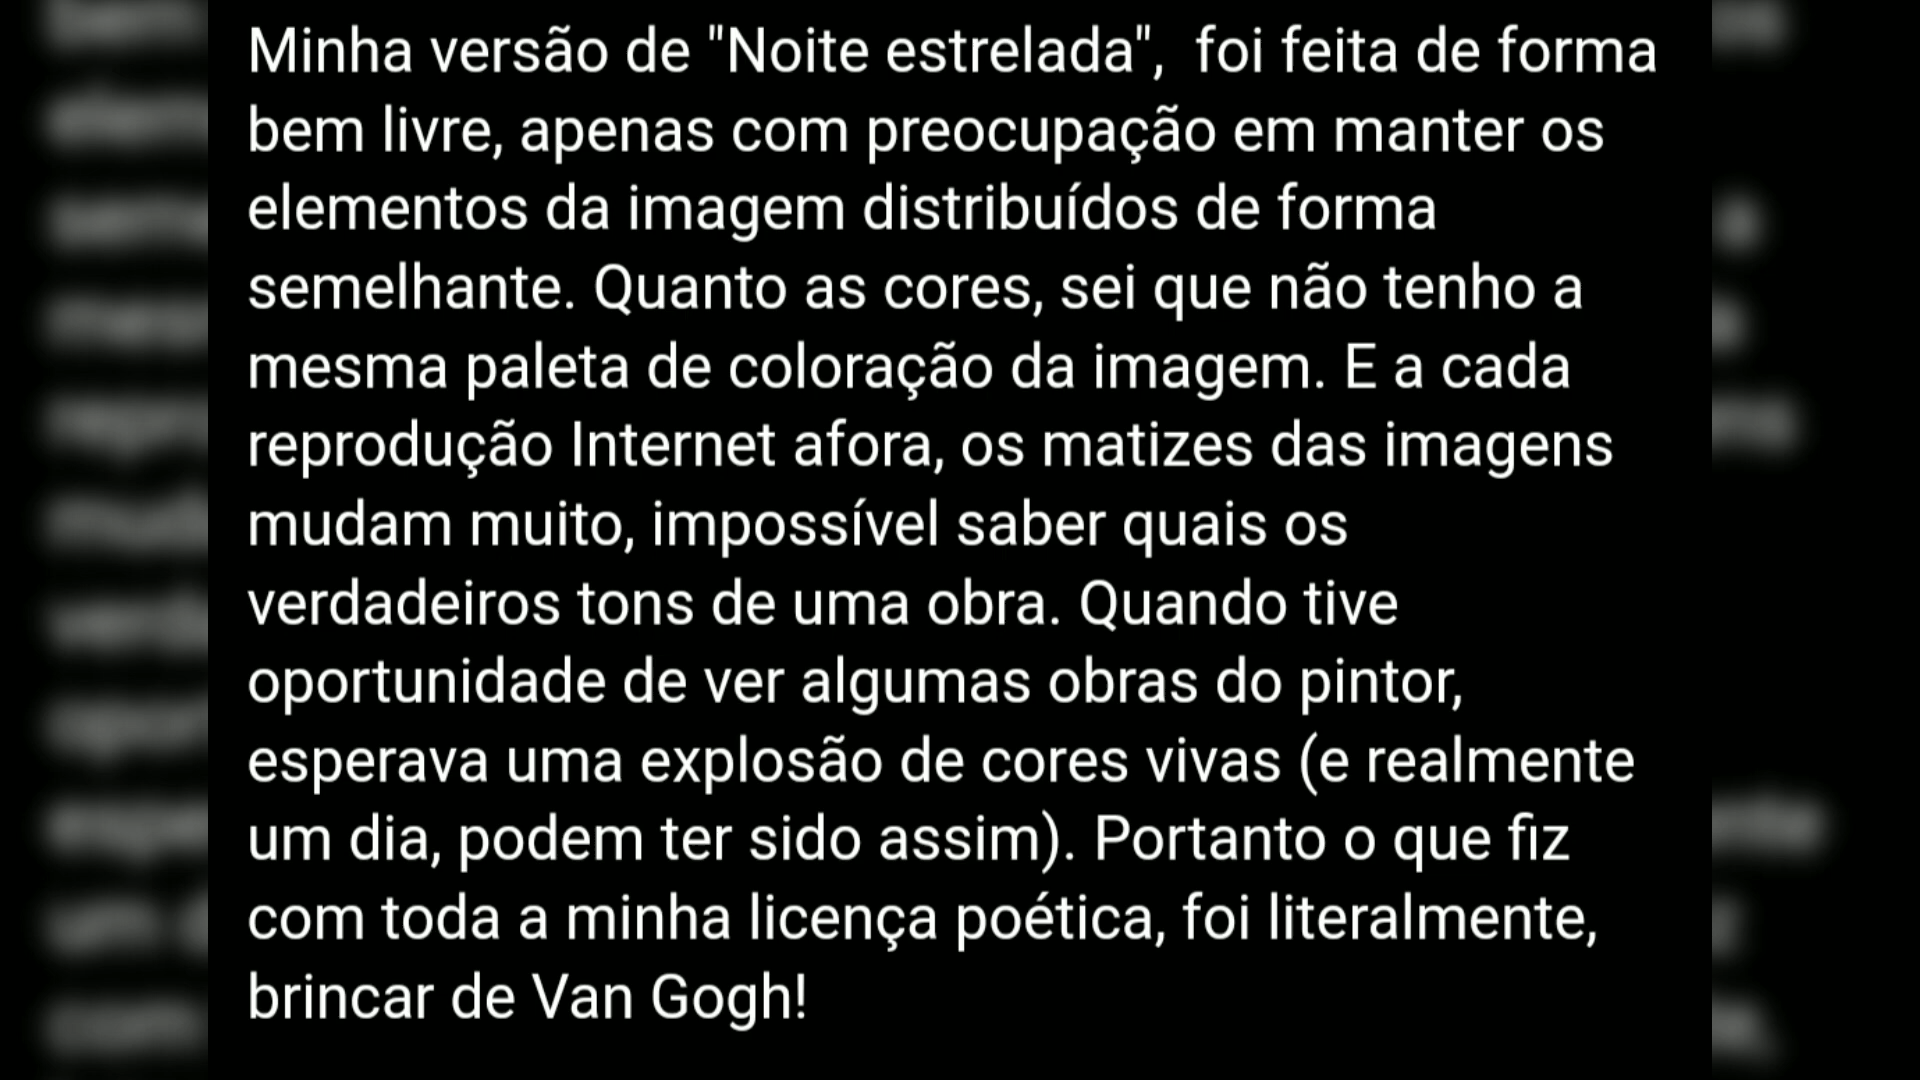 Minha versão de "Noite estrelada",  foi feita de forma
bem livre, apenas com preocupação em manter os
elementos da imagem distribuídos de forma
semelhante. Quanto as cores, sei que não tenho a
mesma paleta de coloração da imagem. E a cada
reprodução Internet afora, os matizes das imagens
mudam muito, impossível saber quais os
verdadeiros tons de uma obra. Quando tive
oportunidade de ver algumas obras do pintor,
esperava uma explosão de cores vivas (e realmente
um dia, podem ter sido assim). Portanto o que fiz
com toda a minha licença poética, foi literalmente,
brincar de Van Gogh!